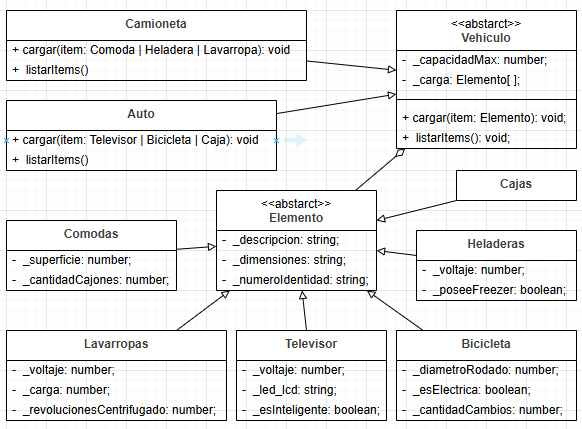 Camioneta
+ cargar(item: Comoda | Heladera | Lavarropa): void
+ listarItems()
<<abstarct>>
Vehiculo
- _capacidadMax: number;
- _carga: Elemento[ ];
+ cargar(item: Elemento): void;
+ listarItems(): void;
Auto
+ cargar(item: Televisor | Bicicleta | Caja): void
+ listarItems()
<<abstarct>>
Elemento
- _descripcion: string;
- _dimensiones: string;
- _numeroIdentidad: string;
Cajas
Comodas
- _superficie: number;
- _cantidadCajones: number;
Heladeras
- _voltaje: number;
- _poseeFreezer: boolean;
Lavarropas
- _voltaje: number;
- _carga: number;
- _revolucionesCentrifugado: number;
Televisor
- _voltaje: number;
- _led_lcd: string;
- _esInteligente: boolean;
Bicicleta
- _diametroRodado: number;
- _esElectrica: boolean;
- _cantidadCambios: number;